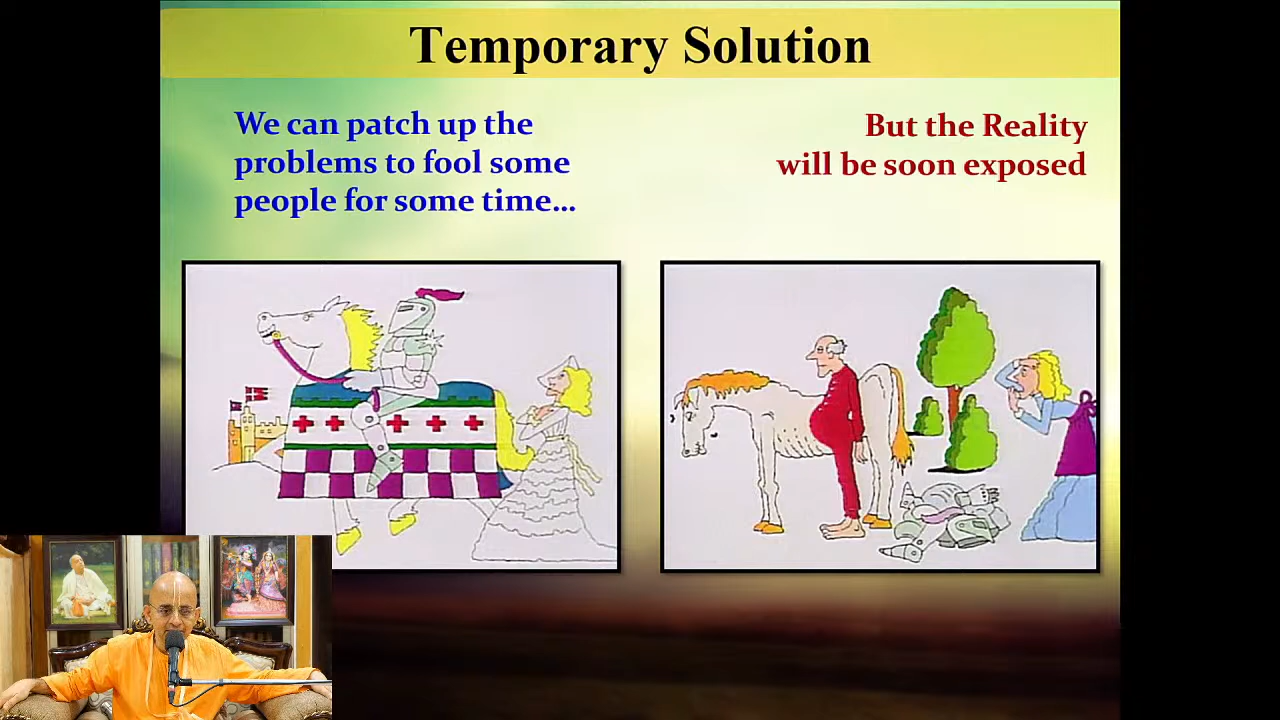 Temporary Solution
We can patch up the
problems to fool some
people for some time...
But the Reality
will be soon exposed